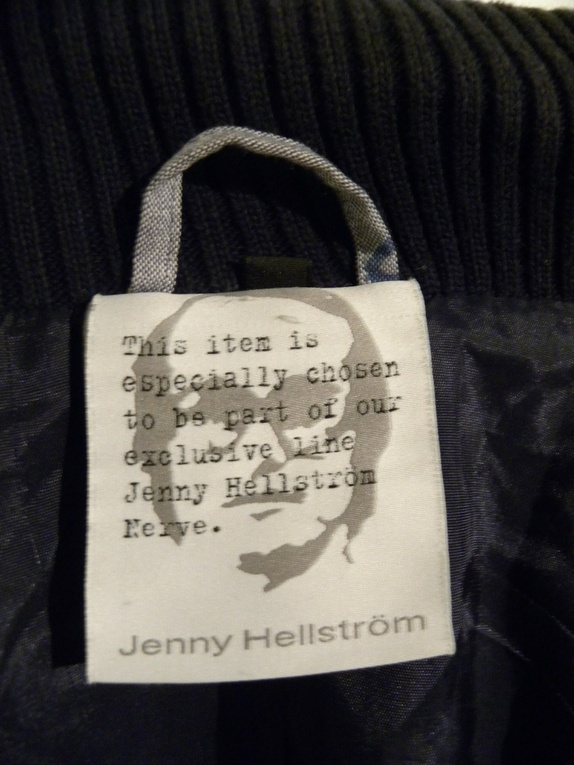 This item is
especially chosen
to be part of our
exclusive line
Jenny Hellström
Nerve.
Jenny Hellström